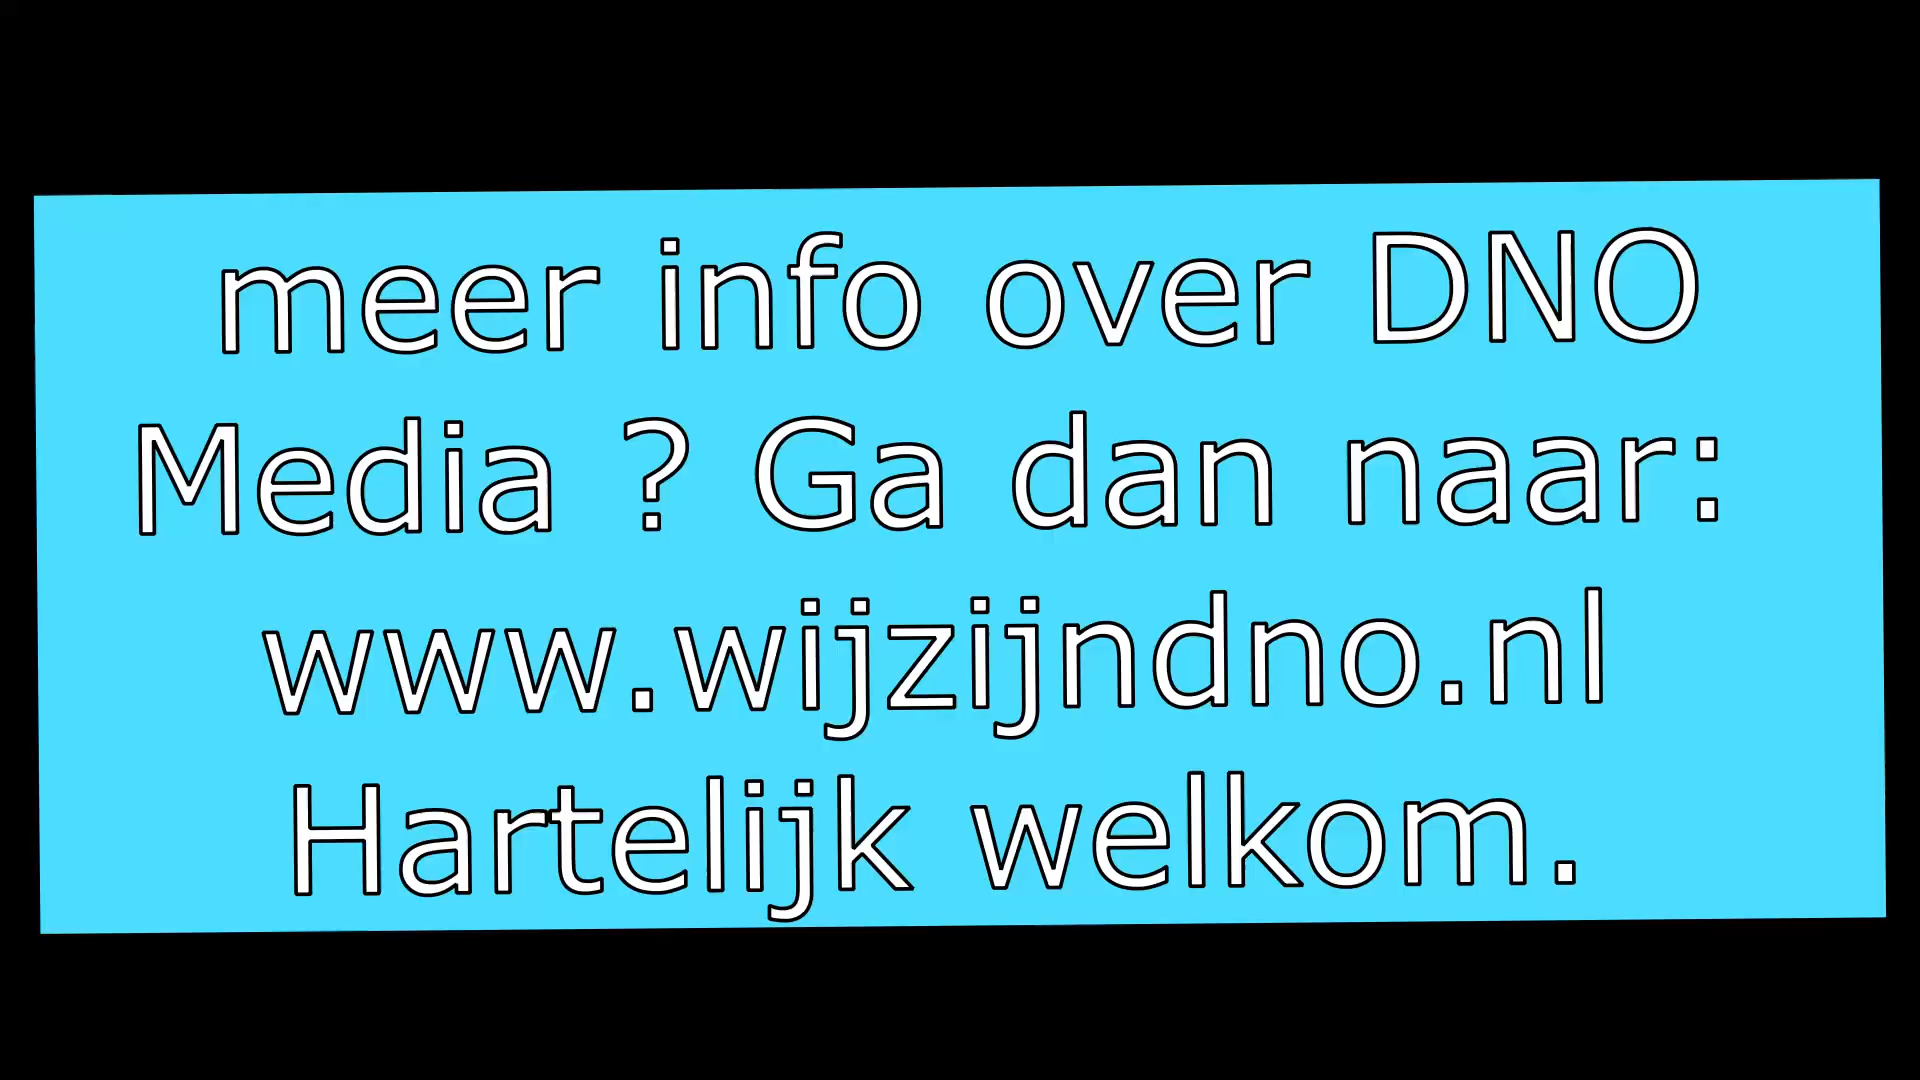 meer info over DNO
Media ? Ga dan naar:
www.wijzijndno.nl
Hartelijk welkom.